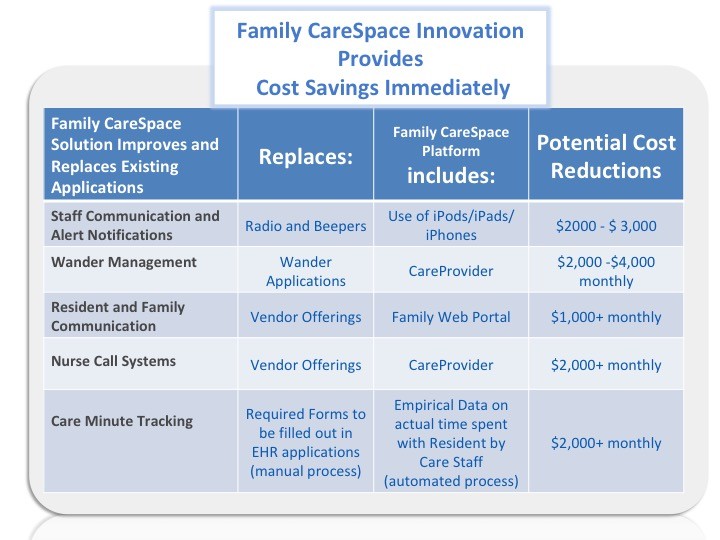 Family CareSpace Innovation
Provides
Cost Savings Immediately
Family CareSpace
Solution Improves and
Replaces Existing
Applications
Replaces:
Family CareSpace
Platform
includes:
Potential Cost
Reductions
Staff Communication and
Alert Notifications
Radio and Beepers
Use of iPods/iPads/
iPhones
$2000 - $ 3,000
Wander Management
Wander
Applications
CareProvider
$2,000 -$4,000
monthly
Resident and Family
Communication
Vendor Offerings
Family Web Portal
$1,000+ monthly
Nurse Call Systems
Vendor Offerings
CareProvider
$2,000+ monthly
Care Minute Tracking
Required Forms to
be filled out in
EHR applications
(manual process)
Empirical Data on
actual time spent
with Resident by
Care Staff
(automated process)
$2,000+ monthly